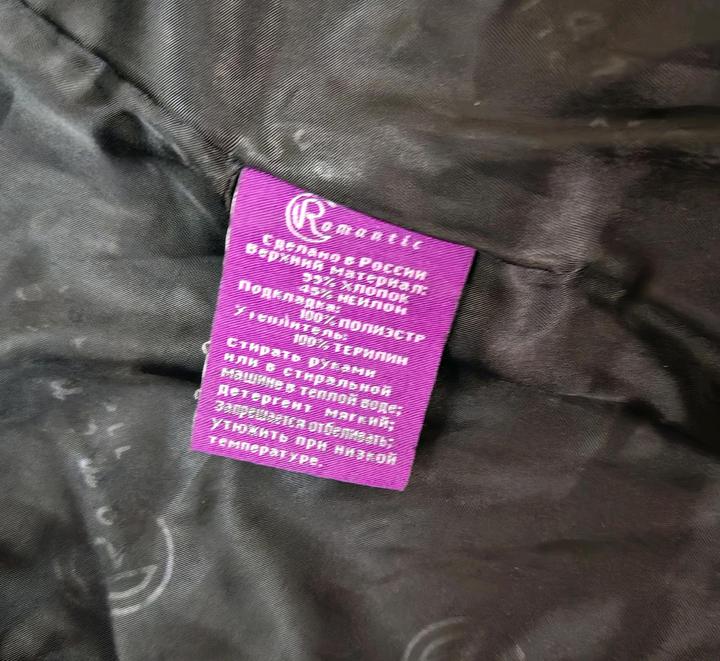 Romantic
Сделано в России
Верхний материал:
55% ХЛОПОК
45% НЕЙЛОН
Подкладка:
100% ПОЛИЭСТР
Утеплитель:
100% ТЕРИЛИН
Стирать руками
или в стиральной
машине в теплой воде;
Детергент мягкий;
Запрещается отбеливать;
утюжить при низкой
температуре.